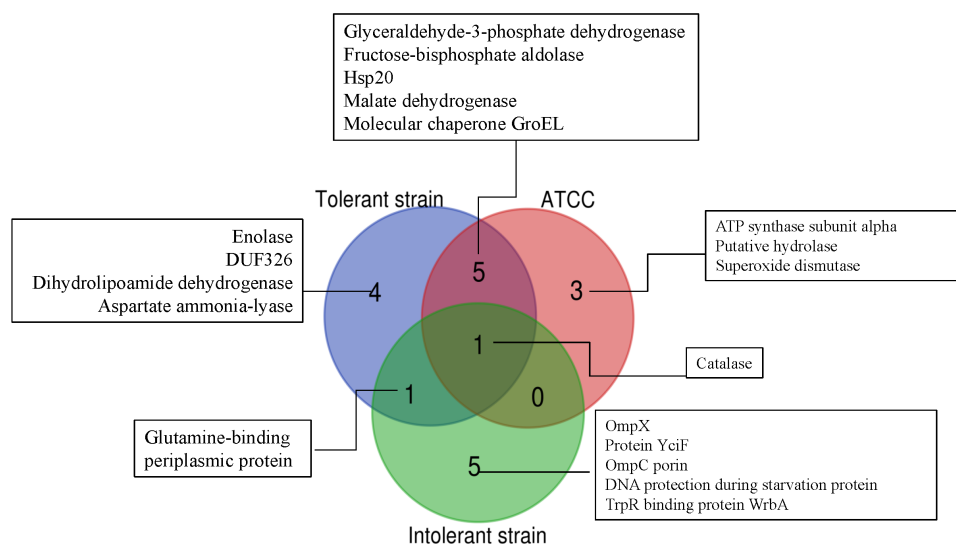 Glyceraldehyde-3-phosphate dehydrogenase
Fructose-bisphosphate aldolase
Hsp20
Malate dehydrogenase
Molecular chaperone GroEL
Tolerant strain
ATCC
Enolase
DUF326
Dihydrolipoamide dehydrogenase
Aspartate ammonia-lyase
ATP synthase subunit alpha
Putative hydrolase
Superoxide dismutase
4
5
3
1
Catalase
1
0
Glutamine-binding
periplasmic protein
5
OmpX
Protein YciF
OmpC porin
DNA protection during starvation protein
TrpR binding protein WrbA
Intolerant strain